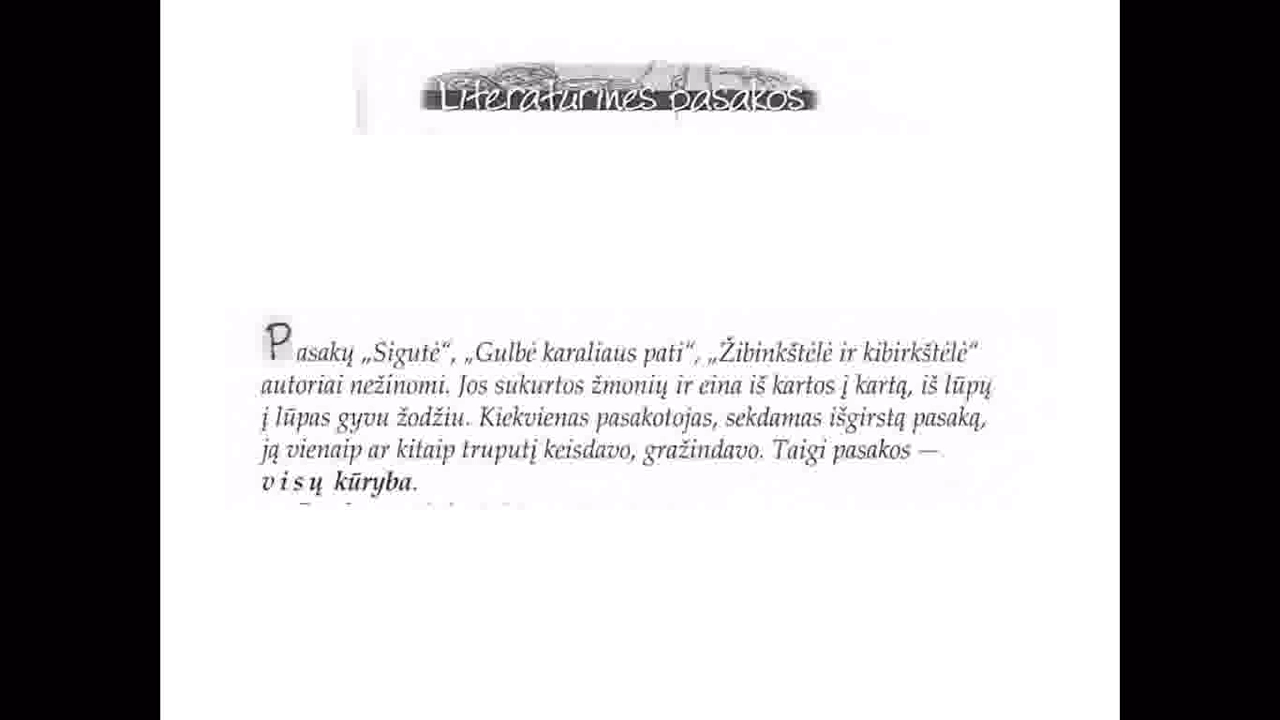 Literatūrinės pasakos
Pasakų „Sigutė“, „Gulbė karaliaus pati“, „Žibinkštėlė ir kibirkštėlė“
autoriai nežinomi. Jos sukurtos žmonių ir eina iš kartos į kartą, iš lūpų
į lūpas gyvu žodžiu. Kiekvienas pasakotojas, sekdamas išgirstą pasaką,
ją vienaip ar kitaip truputį keisdavo, gražindavo. Taigi pasakos —
v i s ų kūryba.